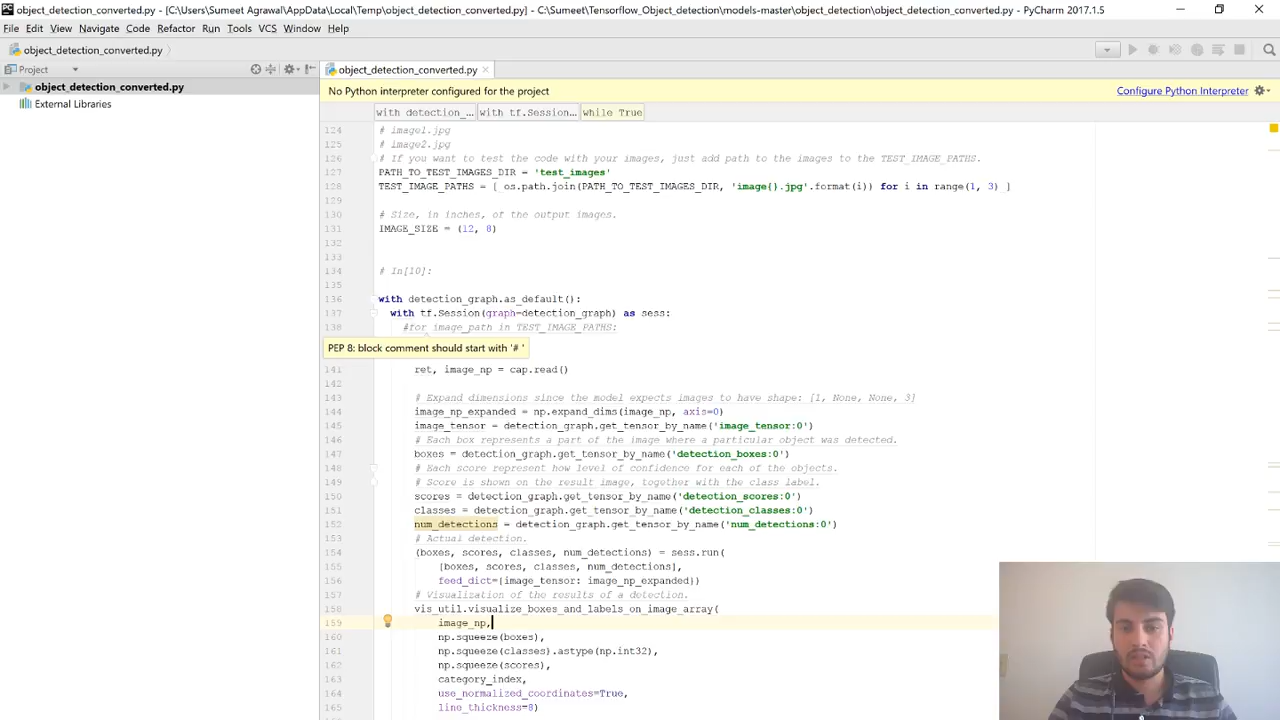 object_detection_converted.py - [C:\Users\Sumeet Agrawal\AppData\Local\Temp\object_detection_converted.py] - C:\Sumeet\Tensorflow_Object_detection\models-master\object_detection\object_detection_converted.py - PyCharm 2017.1.5
File Edit View Navigate Code Refactor Run Tools VCS Window Help
object_detection_converted.py
Project
object_detection_converted.py
object_detection_converted.py
External Libraries
No Python interpreter configured for the project
Configure Python Interpreter
with detection_... with tf.Session... while True
124 # image1.jpg
125 # image2.jpg
126 # If you want to test the code with your images, just add path to the images to the TEST_IMAGE_PATHS.
127 PATH_TO_TEST_IMAGES_DIR = 'test_images'
128 TEST_IMAGE_PATHS = [ os.path.join(PATH_TO_TEST_IMAGES_DIR, 'image{}.jpg'.format(i)) for i in range(1, 3) ]
129
130 # Size, in inches, of the output images.
131 IMAGE_SIZE = (12, 8)
132
133
134 # In[10]:
135
136 with detection_graph.as_default():
137 with tf.Session(graph=detection_graph) as sess:
138 #for image_path in TEST_IMAGE_PATHS:
PEP 8: block comment should start with '# '
141 ret, image_np = cap.read()
142
143 # Expand dimensions since the model expects images to have shape: [1, None, None, 3]
144 image_np_expanded = np.expand_dims(image_np, axis=0)
145 image_tensor = detection_graph.get_tensor_by_name('image_tensor:0')
146 # Each box represents a part of the image where a particular object was detected.
147 boxes = detection_graph.get_tensor_by_name('detection_boxes:0')
148 # Each score represent how level of confidence for each of the objects.
149 # Score is shown on the result image, together with the class label.
150 scores = detection_graph.get_tensor_by_name('detection_scores:0')
151 classes = detection_graph.get_tensor_by_name('detection_classes:0')
152 num_detections = detection_graph.get_tensor_by_name('num_detections:0')
153 # Actual detection.
154 (boxes, scores, classes, num_detections) = sess.run(
155 [boxes, scores, classes, num_detections],
156 feed_dict={image_tensor: image_np_expanded})
157 # Visualization of the results of a detection.
158 vis_util.visualize_boxes_and_labels_on_image_array(
159 image_np,
160 np.squeeze(boxes),
161 np.squeeze(classes).astype(np.int32),
162 np.squeeze(scores),
163 category_index,
164 use_normalized_coordinates=True,
165 line_thickness=8)